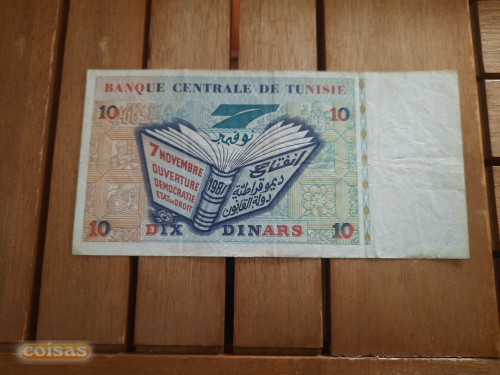 BANQUE CENTRALE DE TUNISIE
10
7
10
نوفمبر
7 NOVEMBRE
OUVERTURE
DEMOCRATIE
ETAT DE DROIT
1987
انفتاح
ديموقراطية
دولة القانون
10
DIX DINARS
10
coisas